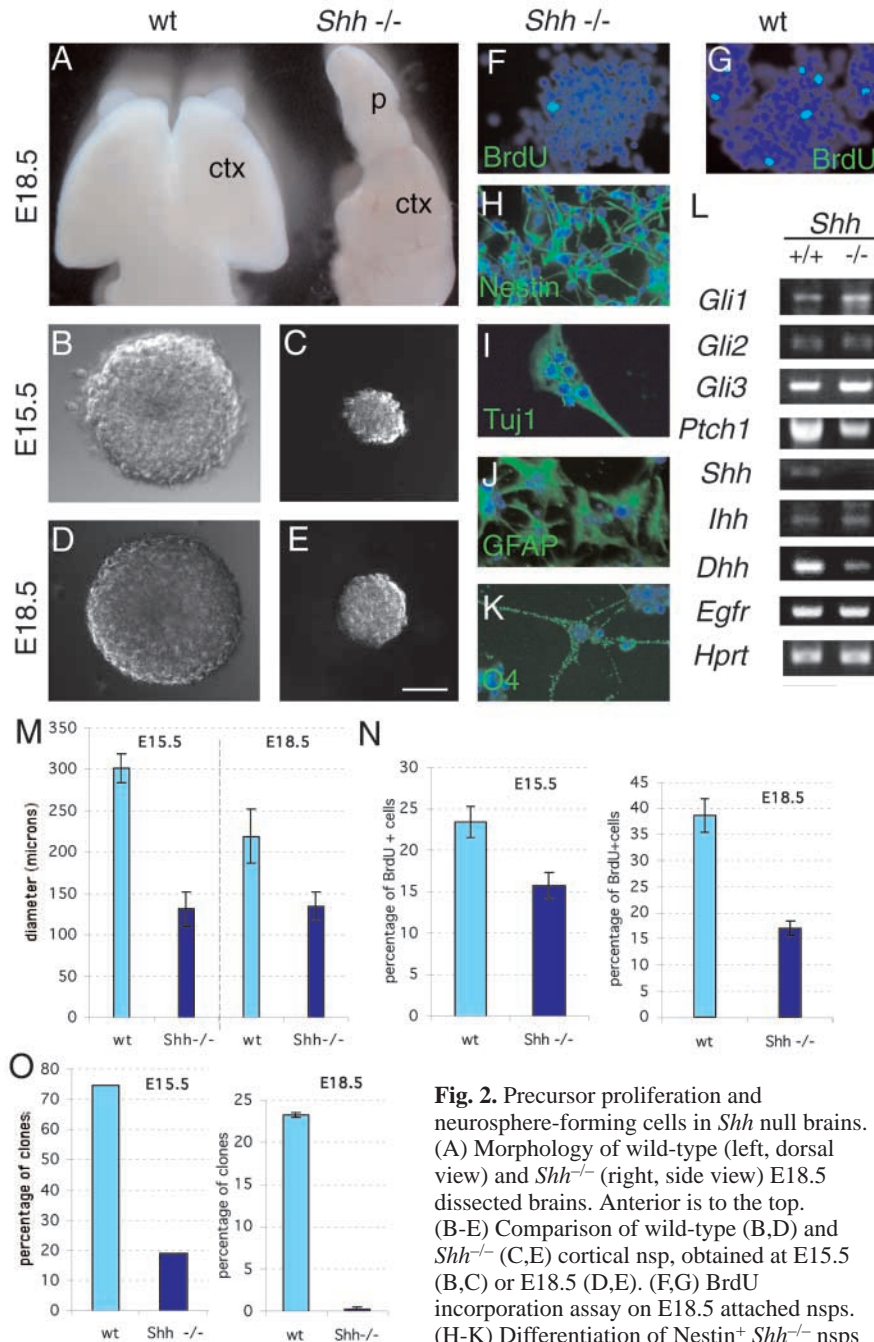 wt
Shh -/-
Shh -/-
wt
A
ctx
p
ctx
E18.5
F
BrdU
G
BrdU
H
Nestin
I
Tuj1
J
GFAP
K
O4
L
Shh
+/+ -/-
Gli1
Gli2
Gli3
Ptch1
Shh
Ihh
Dhh
Egfr
Hprt
E15.5
B
C
E18.5
D
E
M
350
300
250
200
150
100
50
0
diameter (microns)
E15.5
E18.5
wt Shh-/- wt Shh-/-
N
30
25
20
15
10
5
0
percentage of BrdU + cells
E15.5
wt Shh-/-
45
40
35
30
25
20
15
10
5
0
percentage of BrdU+cells
E18.5
wt Shh -/-
O
80
70
60
50
40
30
20
10
0
percentage of clones
E15.5
wt Shh -/-
25
20
15
10
5
0
percentage of clones
E18.5
wt Shh-/-
Fig. 2. Precursor proliferation and
neurosphere-forming cells in Shh null brains.
(A) Morphology of wild-type (left, dorsal
view) and Shh–/– (right, side view) E18.5
dissected brains. Anterior is to the top.
(B-E) Comparison of wild-type (B,D) and
Shh–/– (C,E) cortical nsp, obtained at E15.5
(B,C) or E18.5 (D,E). (F,G) BrdU
incorporation assay on E18.5 attached nsps.
(H-K) Differentiation of Nestin+ Shh–/– nsps